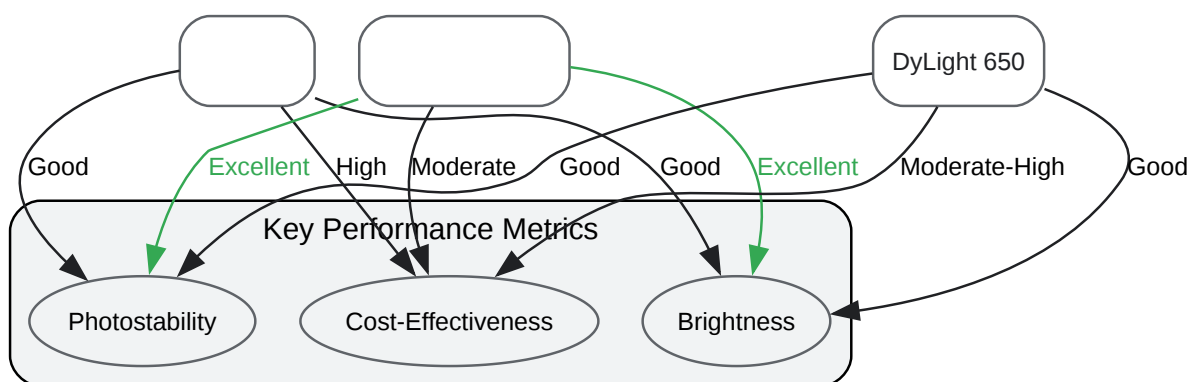 DyLight 650
Good
Excellent
High
Moderate
Good
Good
Excellent
Moderate-High
Good
Key Performance Metrics
Photostability
Cost-Effectiveness
Brightness